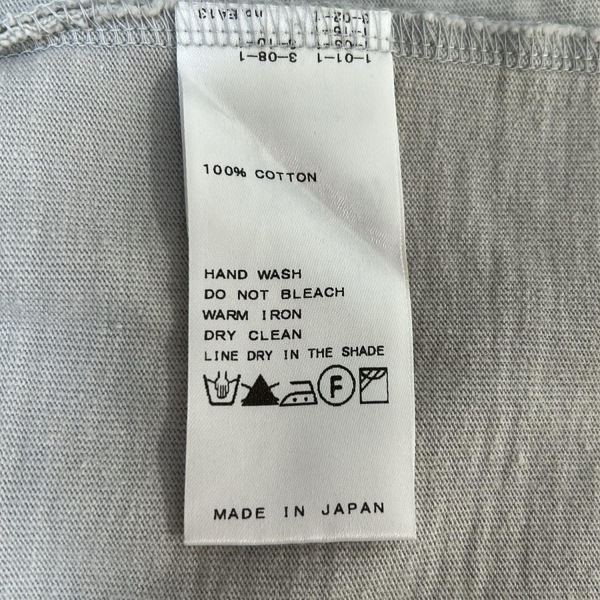 1-01-1 3-08-1
100% COTTON
HAND WASH
DO NOT BLEACH
WARM IRON
DRY CLEAN
LINE DRY IN THE SHADE
F
MADE IN JAPAN